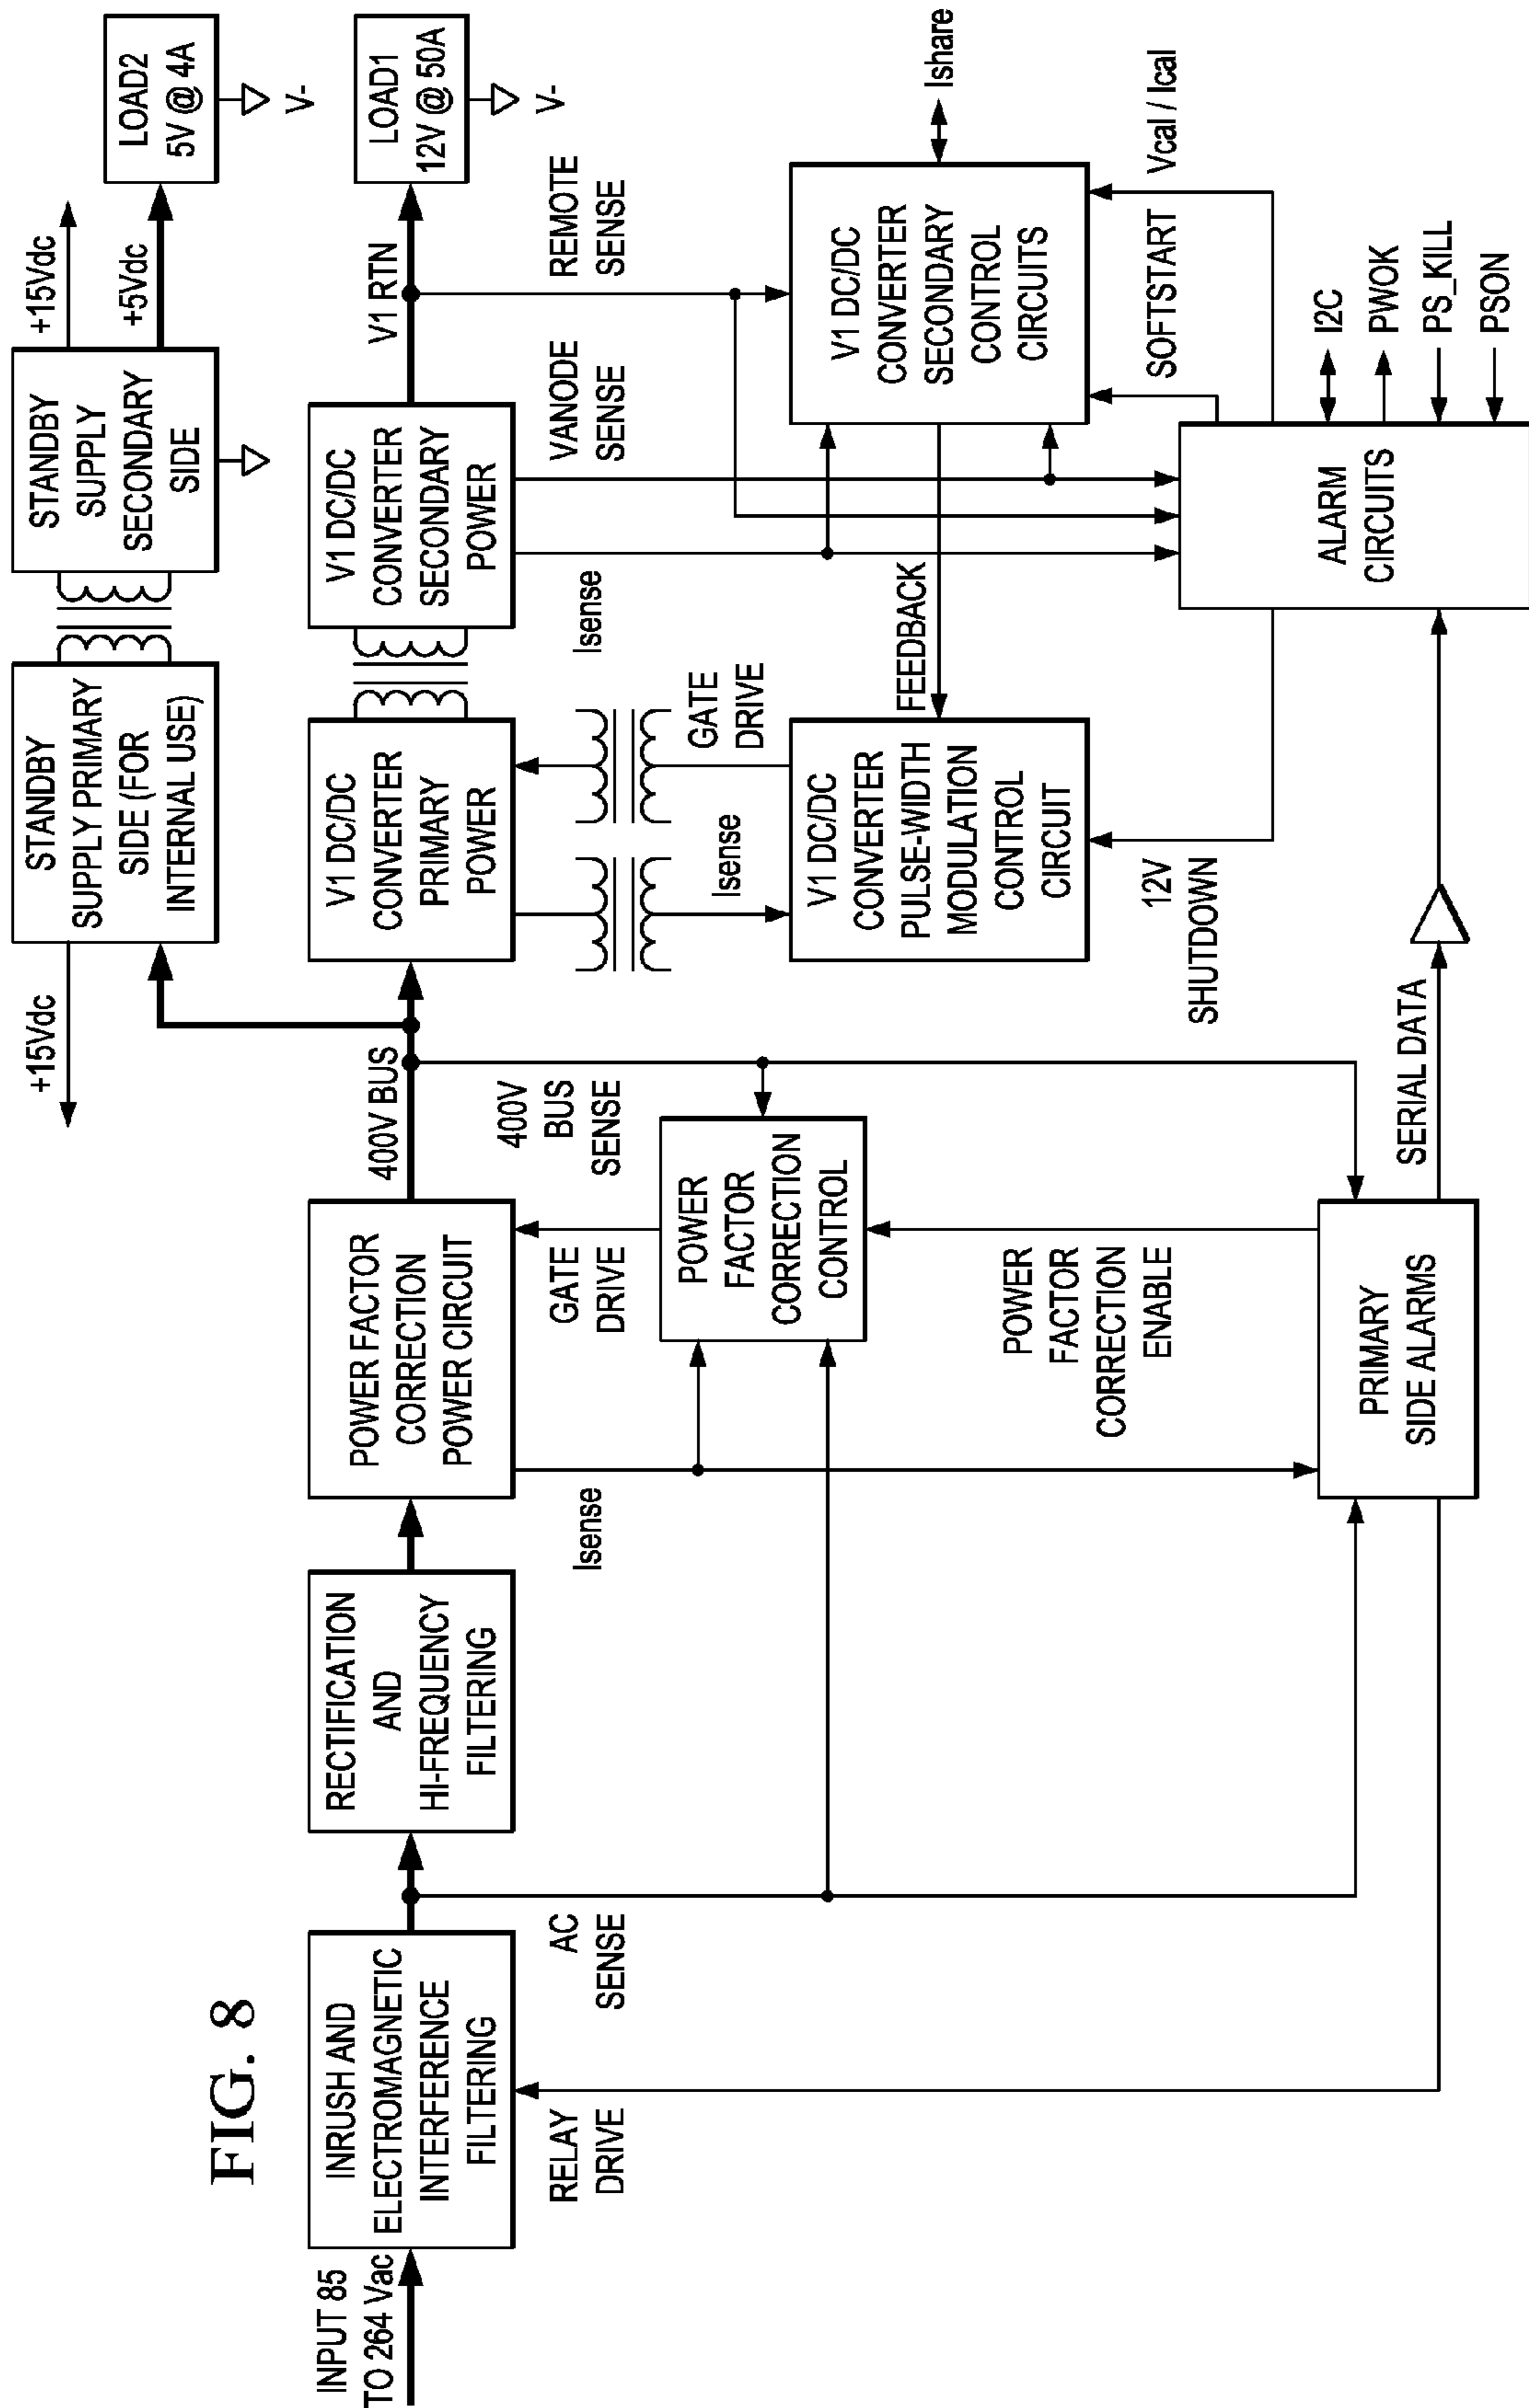 FIG. 8
INPUT 85
TO 264 Vac
INRUSH AND
ELECTROMAGNETIC
INTERFERENCE
FILTERING
RELAY
DRIVE
AC
SENSE
RECTIFICATION
AND
HI-FREQUENCY
FILTERING
POWER FACTOR
CORRECTION
POWER CIRCUIT
Isense
GATE
DRIVE
400V BUS
400V
BUS
SENSE
POWER
FACTOR
CORRECTION
CONTROL
POWER
FACTOR
CORRECTION
ENABLE
PRIMARY
SIDE ALARMS
SERIAL DATA
+15Vdc
STANDBY
SUPPLY PRIMARY
SIDE (FOR
INTERNAL USE)
STANDBY
SUPPLY
SECONDARY
SIDE
+15Vdc
+5Vdc
LOAD2
5V @ 4A
V-
V1 DC/DC
CONVERTER
PRIMARY
POWER
V1 DC/DC
CONVERTER
SECONDARY
POWER
V1 RTN
LOAD1
12V @ 50A
V-
Isense
GATE
DRIVE
Isense
VANODE
SENSE
REMOTE
SENSE
V1 DC/DC
CONVERTER
PULSE-WIDTH
MODULATION
CONTROL
CIRCUIT
FEEDBACK
V1 DC/DC
CONVERTER
SECONDARY
CONTROL
CIRCUITS
Ishare
12V
SHUTDOWN
SOFTSTART
Vcal / Ical
ALARM
CIRCUITS
I2C
PWOK
PS_KILL
PSON